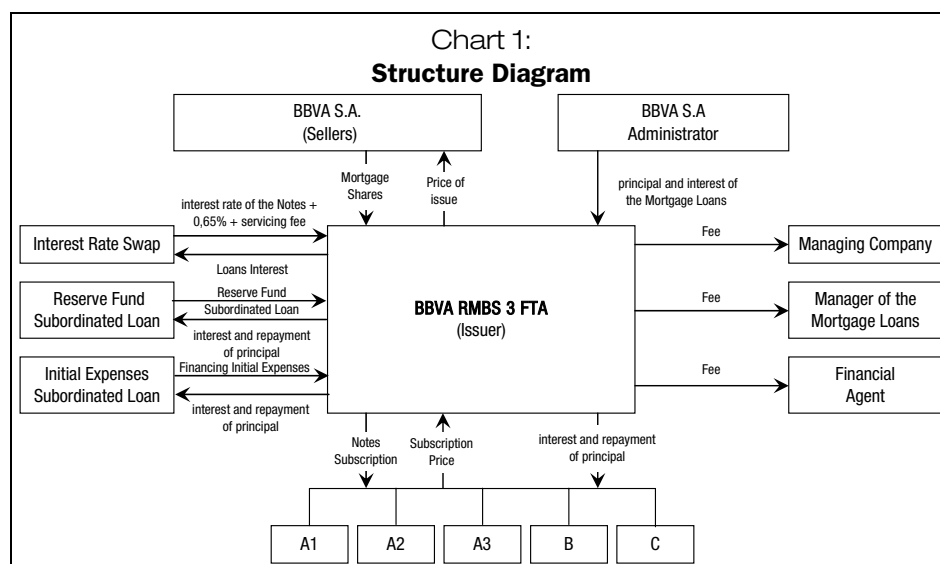 Chart 1:
Structure Diagram
BBVA S.A.
(Sellers)
BBVA S.A
Administrator
Mortgage
Shares
Price of
issue
principal and interest of
the Mortgage Loans
interest rate of the Notes +
0,65% + servicing fee
Interest Rate Swap
Loans Interest
Reserve Fund
Subordinated Loan
Reserve Fund
Subordinated Loan
interest and repayment
of principal
Initial Expenses
Subordinated Loan
Financing Initial Expenses
interest and repayment
of principal
BBVA RMBS 3 FTA
(Issuer)
Fee
Managing Company
Fee
Manager of the
Mortgage Loans
Fee
Financial
Agent
Notes
Subscription
Subscription
Price
interest and repayment
of principal
A1
A2
A3
B
C